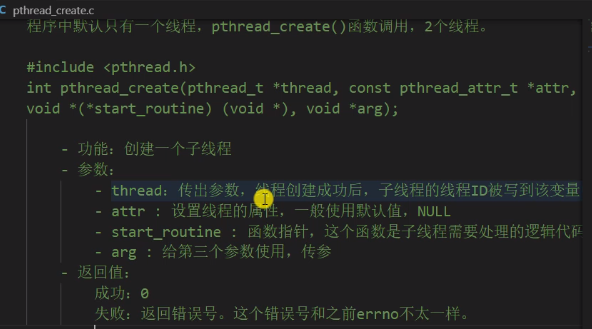 C pthread_create.c
程序中默认只有一个线程，pthread_create()函数调用，2个线程。
#include <pthread.h>
int pthread_create(pthread_t *thread, const pthread_attr_t *attr,
void *(*start_routine) (void *), void *arg);
- 功能：创建一个子线程
- 参数：
- thread：传出参数，线程创建成功后，子线程的线程ID被写到该变量
- attr : 设置线程的属性，一般使用默认值，NULL
- start_routine : 函数指针，这个函数是子线程需要处理的逻辑代码
- arg : 给第三个参数使用，传参
- 返回值：
成功：0
失败：返回错误号。这个错误号和之前errno不太一样。